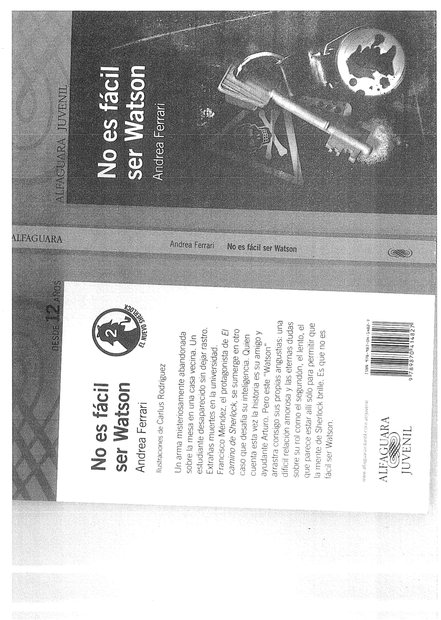 ALFAGUARA JUVENIL
No es fácil
ser Watson
Andrea Ferrari
ALFAGUARA
Andrea Ferrari
No es fácil ser Watson
DESDE 12 AÑOS
2
No es fácil
ser Watson
Andrea Ferrari
Ilustraciones de Carlus Rodríguez
Un arma misteriosamente abandonada
sobre la mesa en una casa vecina. Un
estudiante desaparecido sin dejar rastro.
Extrañas muertes en la universidad.
Francisco Méndez, el protagonista de El
camino de Sherlock, se sumerge en otro
caso que desafía su inteligencia. Quien
cuenta esta vez la historia es su amigo y
ayudante Arturo. Pero este "Watson"
arrastra consigo sus propias angustias: una
difícil relación amorosa y las eternas dudas
sobre su rol como el segundón, el lento, el
que parece estar allí sólo para permitir que
la mente de Sherlock brille. Es que no es
fácil ser Watson.
ALFAGUARA
JUVENIL